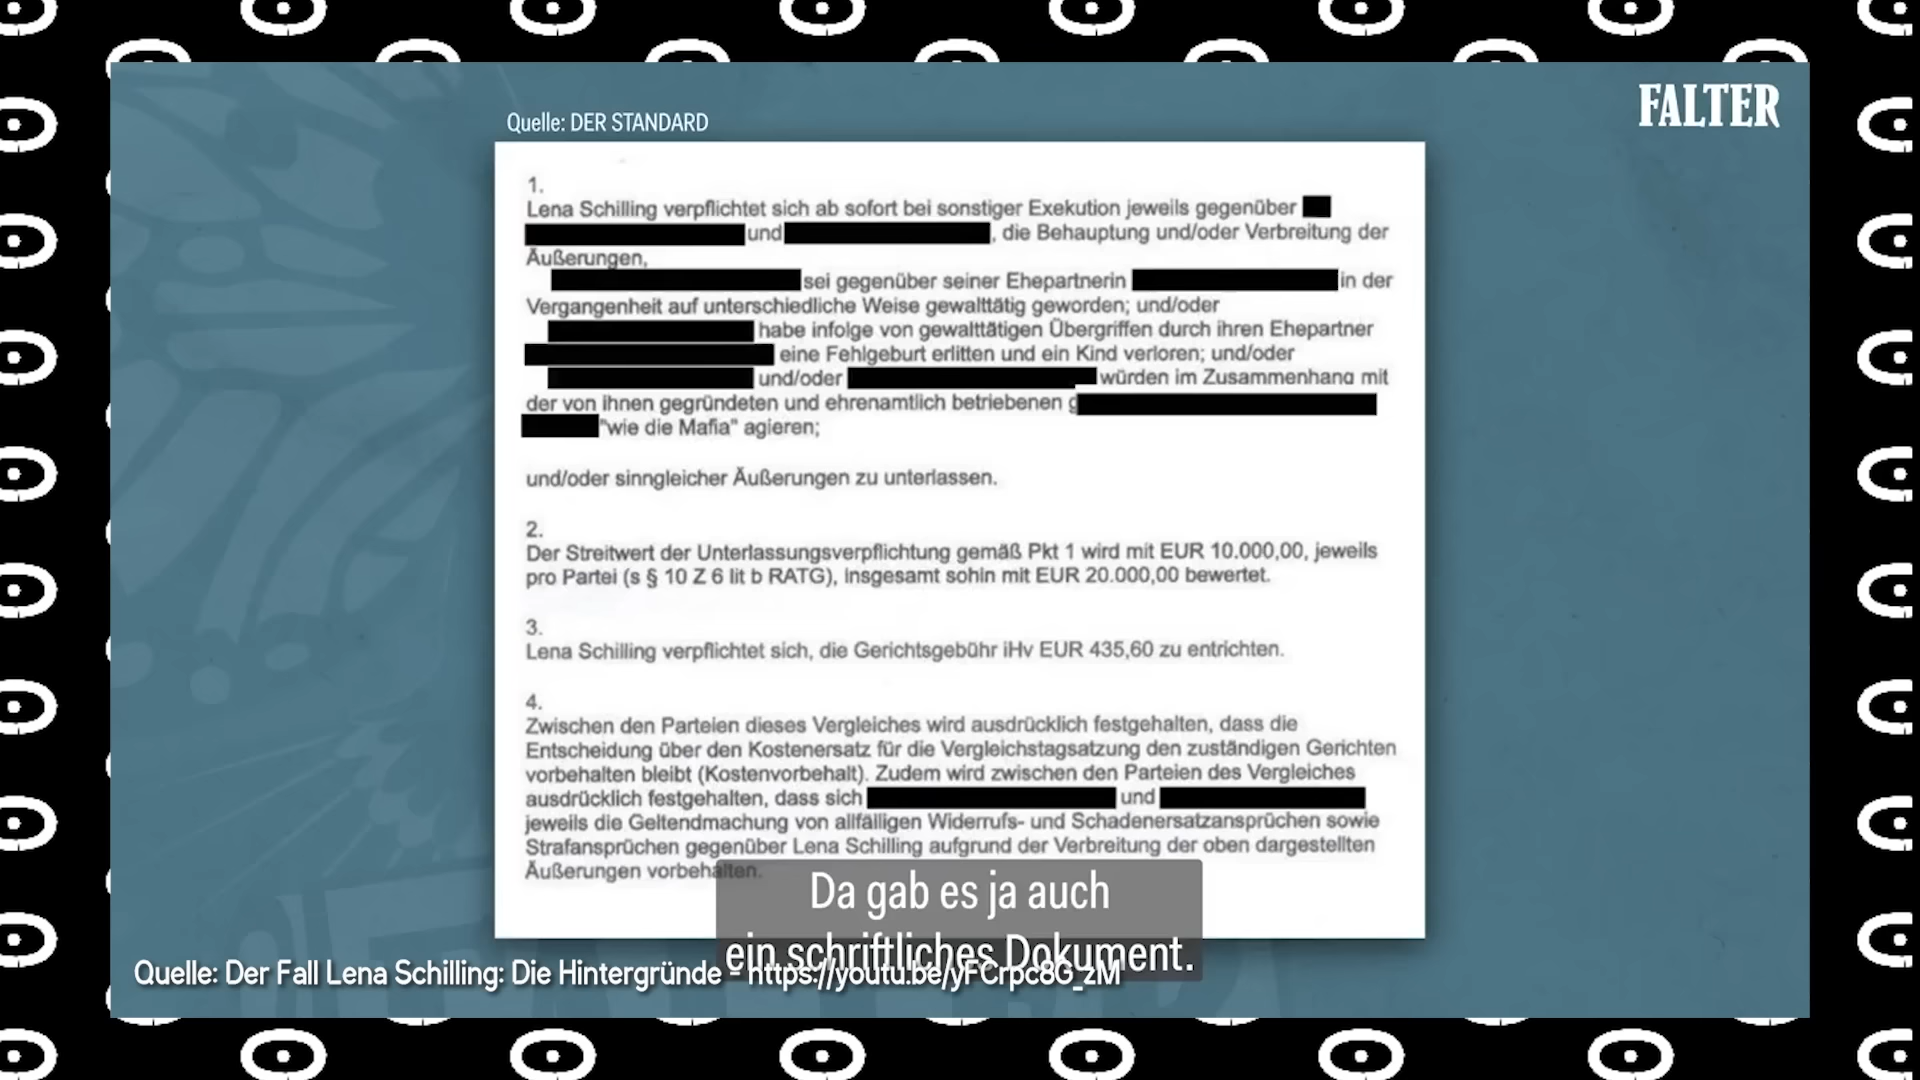 FALTER
Quelle: DER STANDARD
1.
Lena Schilling verpflichtet sich ab sofort bei sonstiger Exekution jeweils gegenüber
und , die Behauptung und/oder Verbreitung der
Äußerungen,
sei gegenüber seiner Ehepartnerin in der
Vergangenheit auf unterschiedliche Weise gewalttätig geworden; und/oder
habe infolge von gewalttätigen Übergriffen durch ihren Ehepartner
eine Fehlgeburt erlitten und ein Kind verloren; und/oder
und/oder würden im Zusammenhang mit
der von ihnen gegründeten und ehrenamtlich betriebenen g
"wie die Mafia" agieren;
und/oder sinngleicher Äußerungen zu unterlassen.
2.
Der Streitwert der Unterlassungsverpflichtung gemäß Pkt 1 wird mit EUR 10.000,00, jeweils
pro Partei (s § 10 Z 6 lit b RATG), insgesamt sohin mit EUR 20.000,00 bewertet.
3.
Lena Schilling verpflichtet sich, die Gerichtsgebühr iHv EUR 435,60 zu entrichten.
4.
Zwischen den Parteien dieses Vergleiches wird ausdrücklich festgehalten, dass die
Entscheidung über den Kostenersatz für die Vergleichstagsatzung den zuständigen Gerichten
vorbehalten bleibt (Kostenvorbehalt). Zudem wird zwischen den Parteien des Vergleiches
ausdrücklich festgehalten, dass sich und
jeweils die Geltendmachung von allfälligen Widerrufs- und Schadenersatzansprüchen sowie
Strafansprüchen gegenüber Lena Schilling aufgrund der Verbreitung der oben dargestellten
Äußerungen vorbehalten.
Da gab es ja auch
ein schriftliches Dokument.
Quelle: Der Fall Lena Schilling: Die Hintergründe - https://youtu.be/yFCrpc8G_zM